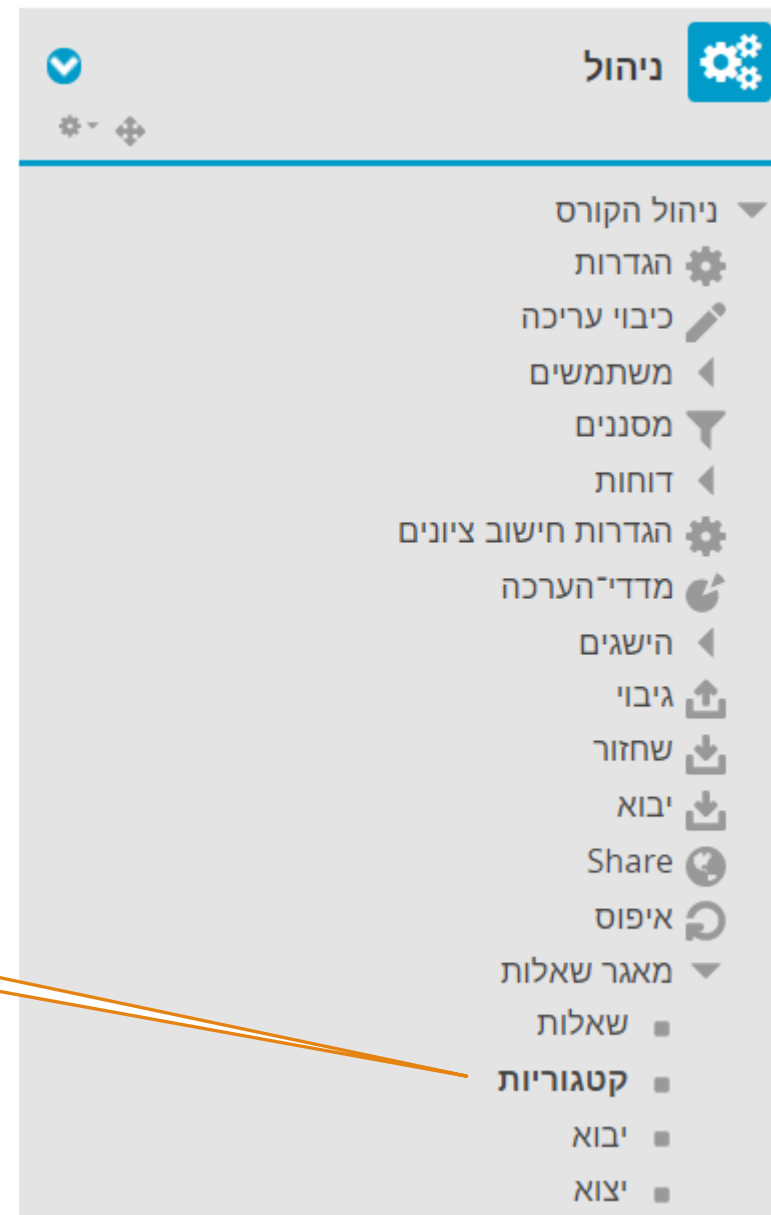 ניהול
ניהול הקורס
הגדרות
כיבוי עריכה
משתמשים
מסננים
דוחות
הגדרות חישוב ציונים
מדדי־הערכה
הישגים
גיבוי
שחזור
יבוא
Share
איפוס
מאגר שאלות
שאלות
קטגוריות
יבוא
יצוא